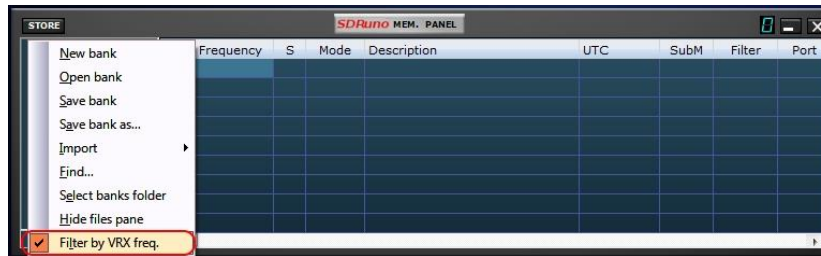 STORE
SDRuno MEM. PANEL
0
Frequency S Mode Description UTC SubM Filter Port
New bank
Open bank
Save bank
Save bank as...
Import
Find...
Select banks folder
Hide files pane
Filter by VRX freq.